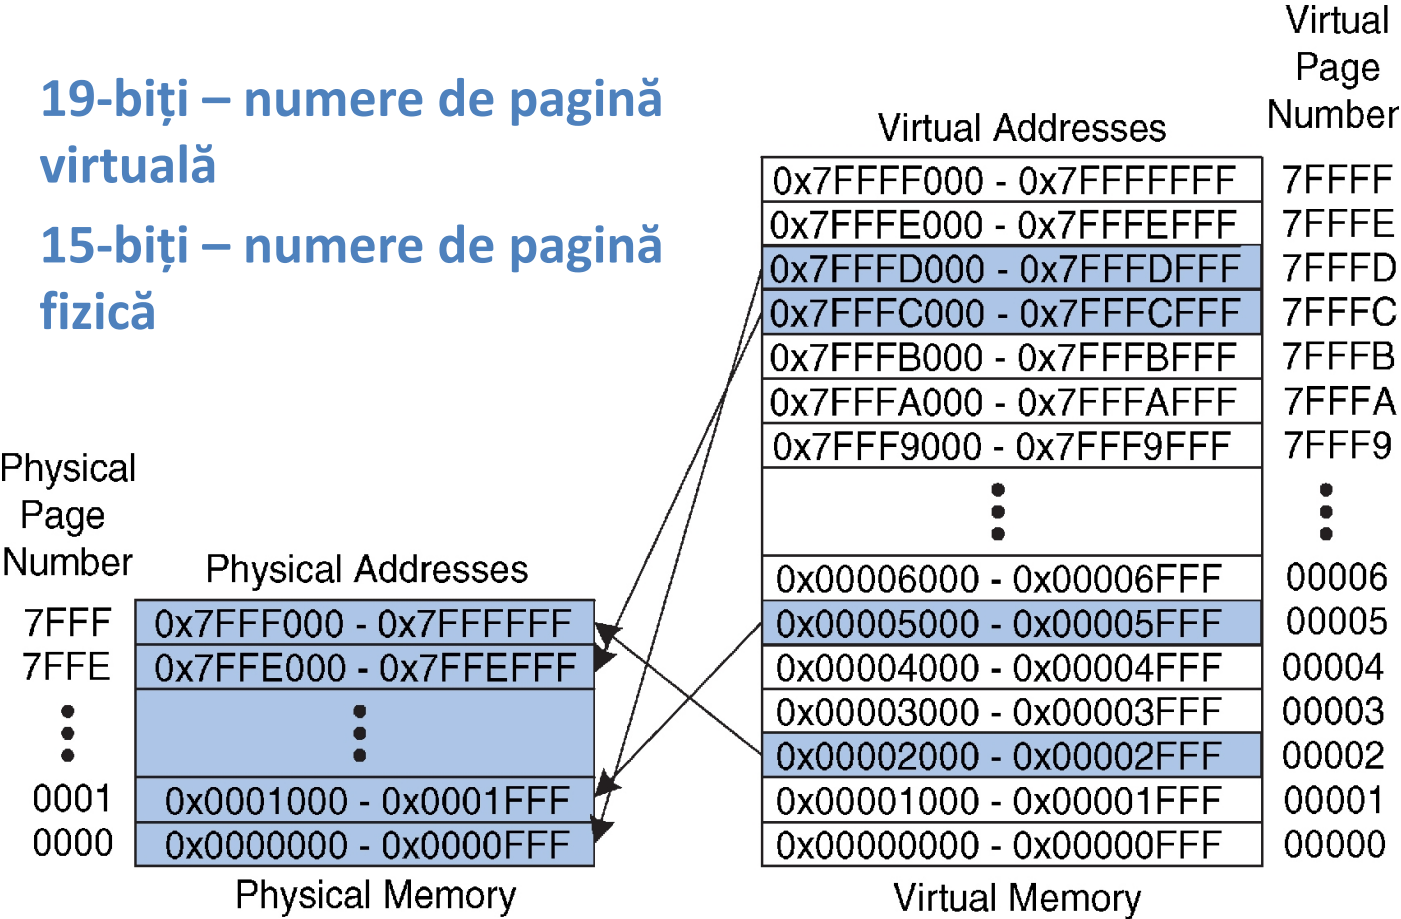 19-biți – numere de pagină
virtuală
15-biți – numere de pagină
fizică
Virtual
Page
Number
Virtual Addresses
0x7FFFF000 - 0x7FFFFFFF 7FFFF
0x7FFFE000 - 0x7FFFEFFF 7FFFE
0x7FFFD000 - 0x7FFFDFFF 7FFFD
0x7FFFC000 - 0x7FFFCFFF 7FFFC
0x7FFFB000 - 0x7FFFBFFF 7FFFB
0x7FFFA000 - 0x7FFFAFFF 7FFFA
0x7FFF9000 - 0x7FFF9FFF 7FFF9
0x00006000 - 0x00006FFF 00006
0x00005000 - 0x00005FFF 00005
0x00004000 - 0x00004FFF 00004
0x00003000 - 0x00003FFF 00003
0x00002000 - 0x00002FFF 00002
0x00001000 - 0x00001FFF 00001
0x00000000 - 0x00000FFF 00000
Virtual Memory
Physical
Page
Number
Physical Addresses
7FFF 0x7FFF000 - 0x7FFFFFF
7FFE 0x7FFE000 - 0x7FFEFFF
0001 0x0001000 - 0x0001FFF
0000 0x0000000 - 0x0000FFF
Physical Memory